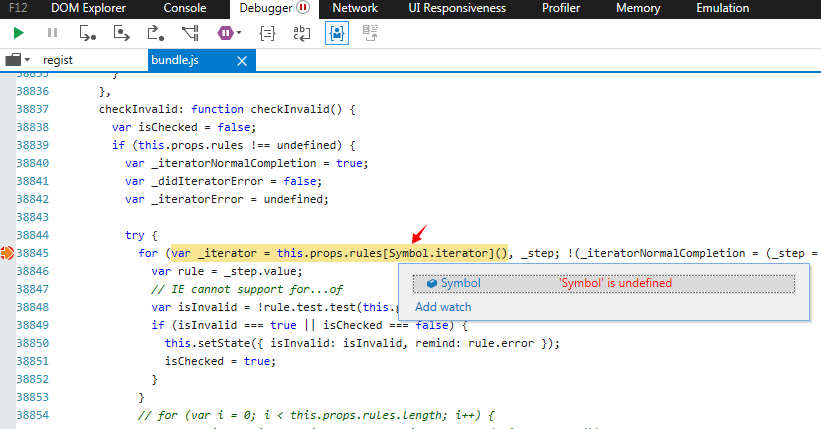 F12 DOM Explorer Console Debugger Network UI Responsiveness Profiler Memory Emulation
regist bundle.js
38835 }
38836 },
38837 checkInvalid: function checkInvalid() {
38838 var isChecked = false;
38839 if (this.props.rules !== undefined) {
38840 var _iteratorNormalCompletion = true;
38841 var _didIteratorError = false;
38842 var _iteratorError = undefined;
38843
38844 try {
38845 for (var _iterator = this.props.rules[Symbol.iterator](), _step; !(_iteratorNormalCompletion = (_step =
38846 var rule = _step.value;
Symbol 'Symbol' is undefined
38847 // IE cannot support for...of
38848 var isInvalid = !rule.test.test(this.g
Add watch
38849 if (isInvalid === true || isChecked === false) {
38850 this.setState({ isInvalid: isInvalid, remind: rule.error });
38851 isChecked = true;
38852 }
38853 }
38854 // for (var i = 0; i < this.props.rules.length; i++) {